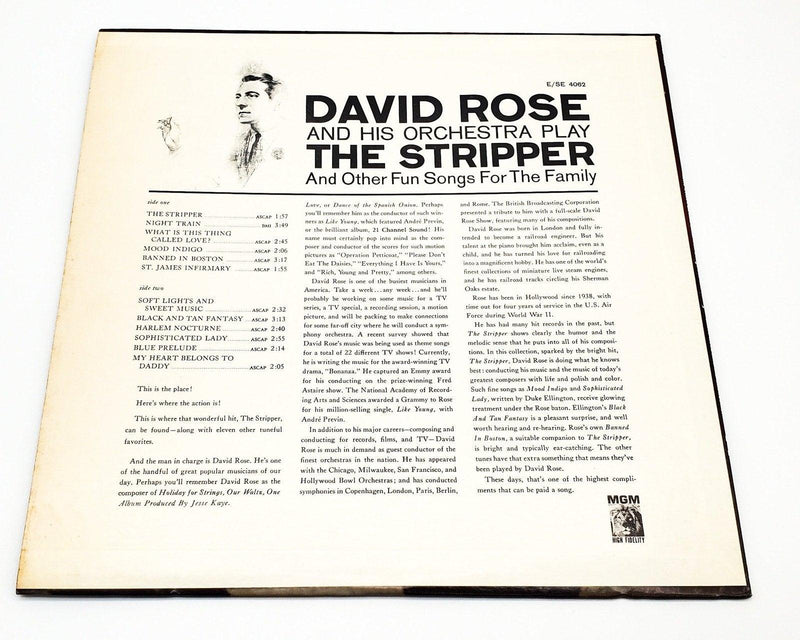 E/SE 4062
DAVID ROSE
AND HIS ORCHESTRA PLAY
THE STRIPPER
And Other Fun Songs For The Family
side one
THE STRIPPER ASCAP 1:57
NIGHT TRAIN BMI 3:49
WHAT IS THIS THING
CALLED LOVE? ASCAP 2:45
MOOD INDIGO ASCAP 2:06
BANNED IN BOSTON ASCAP 3:17
ST. JAMES INFIRMARY ASCAP 1:55
side two
SOFT LIGHTS AND
SWEET MUSIC ASCAP 2:32
BLACK AND TAN FANTASY ASCAP 3:13
HARLEM NOCTURNE ASCAP 2:40
SOPHISTICATED LADY ASCAP 2:55
BLUE PRELUDE ASCAP 2:14
MY HEART BELONGS TO
DADDY ASCAP 2:05
This is the place!
Here's where the action is!
This is where that wonderful hit, The Stripper,
can be found—along with eleven other tuneful
favorites.
And the man in charge is David Rose. He's one
of the handful of great popular musicians of our
day. Perhaps you'll remember David Rose as the
composer of Holiday for Strings, Our Waltz, One
Album Produced By Jesse Kaye.
Love, or Dance of the Spanish Onion. Perhaps
you'll remember him as the conductor of such win-
ners as Like Young, which featured André Previn,
or the brilliant album, 21 Channel Sound! His
name must certainly pop into mind as the com-
poser and conductor of the scores for such motion
pictures as "Operation Petticoat," "Please Don't
Eat The Daisies," "Everything I Have Is Yours,"
and "Rich, Young and Pretty," among others.
David Rose is one of the busiest musicians in
America. Take a week...any week...and he'll
probably be working on some music for a TV
series, a TV special, a recording session, a motion
picture, and will be packing to make connections
for some far-off city where he will conduct a sym-
phony orchestra. A recent survey showed that
David Rose's music was being used as theme songs
for a total of 22 different TV shows! Currently,
he is writing the music for the award-winning TV
drama, "Bonanza." He captured an Emmy award
for his conducting on the prize-winning Fred
Astaire show. The National Academy of Record-
ing Arts and Sciences awarded a Grammy to Rose
for his million-selling single, Like Young, with
André Previn.
In addition to his major careers—composing and
conducting for records, films, and TV—David
Rose is much in demand as guest conductor of the
finest orchestras in the nation. He has appeared
with the Chicago, Milwaukee, San Francisco, and
Hollywood Bowl Orchestras; and has conducted
symphonies in Copenhagen, London, Paris, Berlin,
and Rome. The British Broadcasting Corporation
presented a tribute to him with a full-scale David
Rose Show, featuring many of his compositions.
David Rose was born in London and fully in-
tended to become a railroad engineer. But his
talent at the piano brought him acclaim, even as a
child, and he has turned his love for railroading
into a magnificent hobby. He has one of the world's
finest collections of miniature live steam engines,
and he has railroad tracks circling his Sherman
Oaks estate.
Rose has been in Hollywood since 1938, with
time out for four years of service in the U.S. Air
Force during World War II.
He has had many hit records in the past, but
The Stripper shows clearly the humor and the
melodic sense that he puts into all of his composi-
tions. In this collection, sparked by the bright hit,
The Stripper, David Rose is doing what he knows
best: conducting his music and the music of today's
greatest composers with life and polish and color.
Such fine songs as Mood Indigo and Sophisticated
Lady, written by Duke Ellington, receive glowing
treatment under the Rose baton. Ellington's Black
And Tan Fantasy is a pleasant surprise, and well
worth hearing and re-hearing. Rose's own Banned
In Boston, a suitable companion to The Stripper,
is bright and typically ear-catching. The other
tunes have that extra something that means they've
been played by David Rose.
These days, that's one of the highest compli-
ments that can be paid a song.
MGM
HIGH FIDELITY